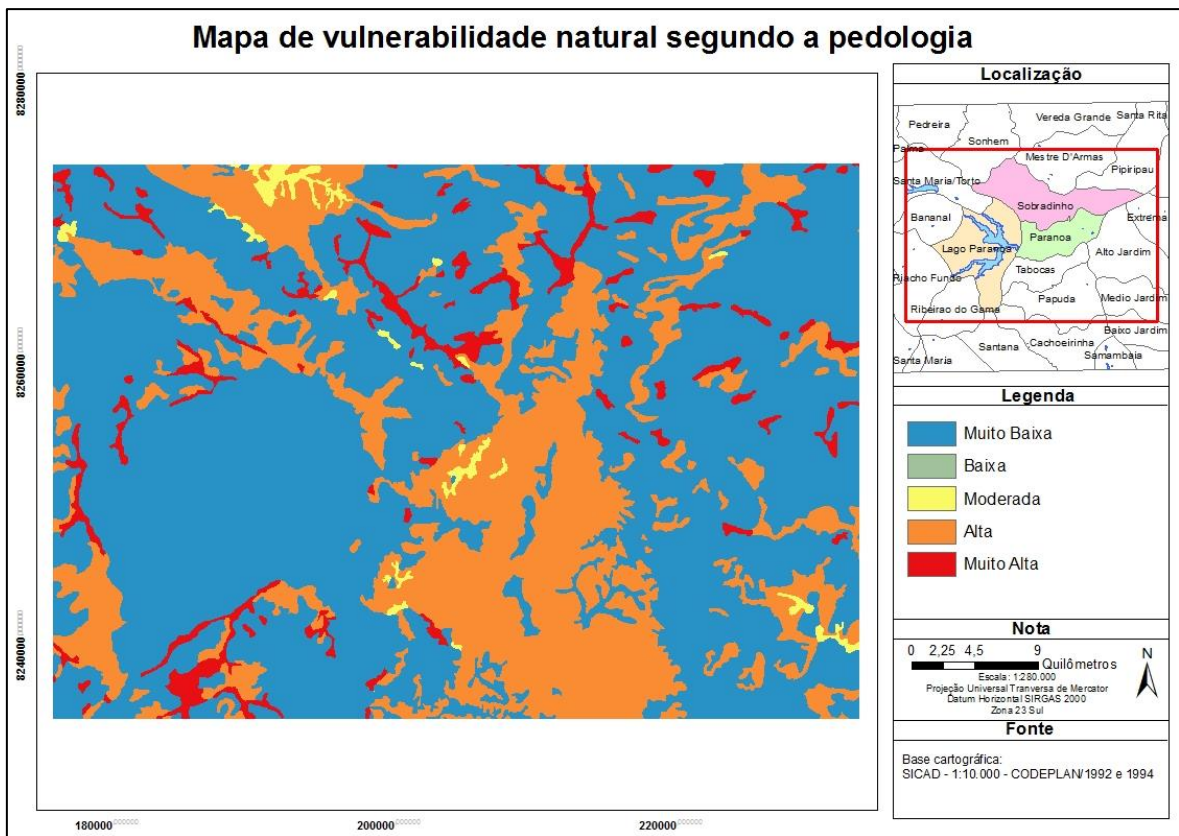 Mapa de vulnerabilidade natural segundo a pedologia
8280000
8260000
8240000
180000
200000
220000
Localização
Pedreira
Sonhem
Vereda Grande
Santa Rita
Palma
Mestre D'Armas
Pipiripau
Santa Maria/Torto
Sobradinho
Bananal
Extrema
Paranoa
Lago Paranoa
Alto Jardim
Riacho Fundo
Tabocas
Papuda
Medio Jardim
Ribeirao do Gama
Baixo Jardim
Cachoeirinha
Santana
Samambaia
Santa Maria
Legenda
Muito Baixa
Baixa
Moderada
Alta
Muito Alta
Nota
0 2,25 4,5 9
Quilômetros
N
Escala: 1:280.000
Projeção Universal Tranversa de Mercator
Datum Horizontal SIRGAS 2000
Zona 23 Sul
Fonte
Base cartográfica:
SICAD - 1:10.000 - CODEPLAN/1992 e 1994